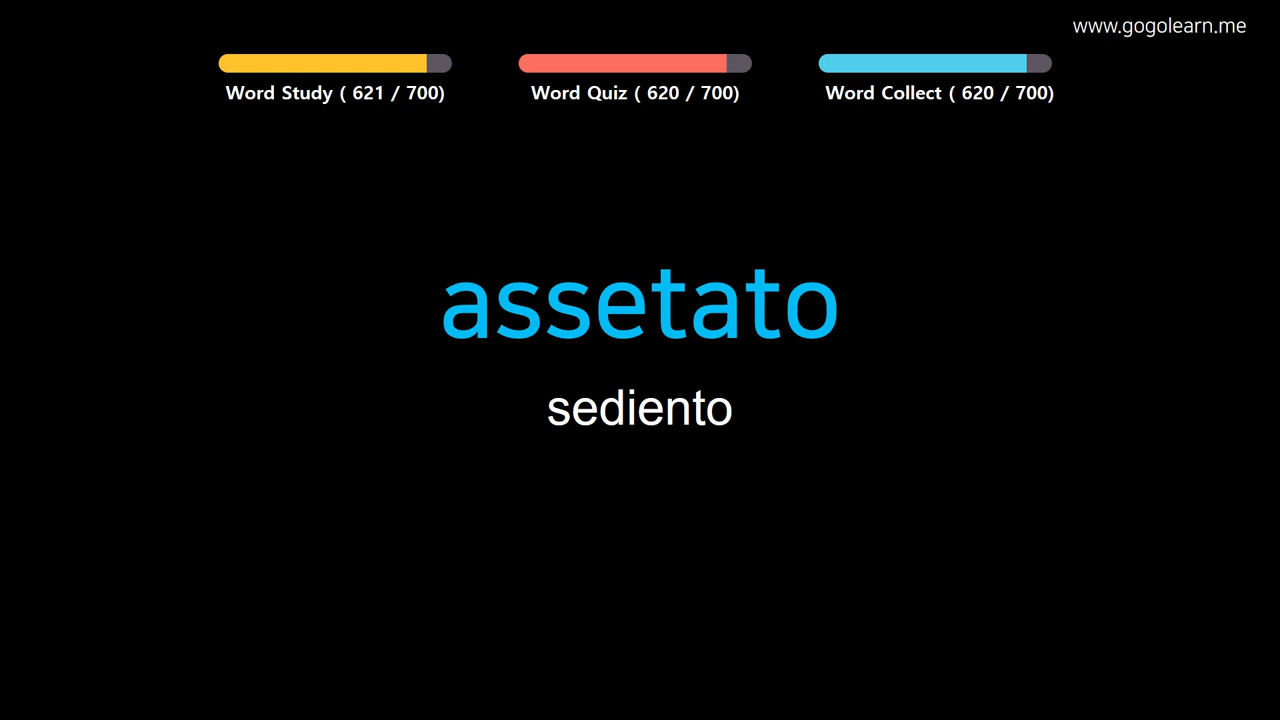 www.gogolearn.me
Word Study ( 621 / 700)
Word Quiz ( 620 / 700)
Word Collect ( 620 / 700)
assetato
sediento